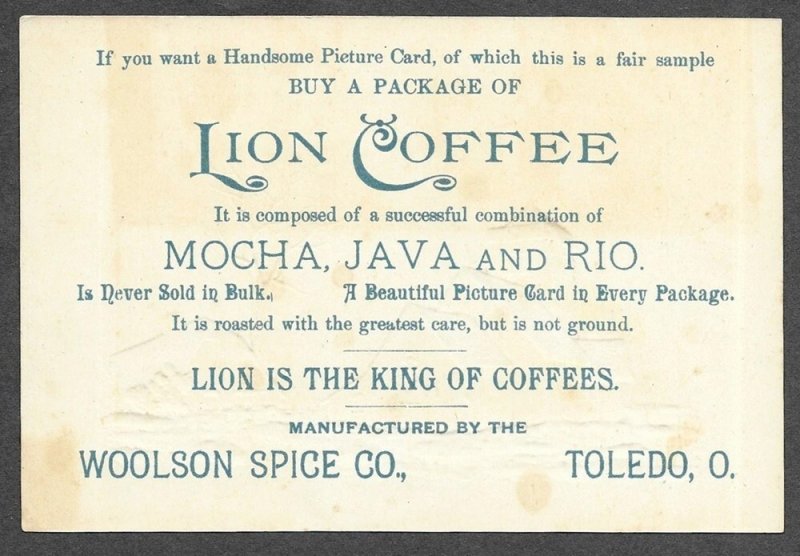 If you want a Handsome Picture Card, of which this is a fair sample
BUY A PACKAGE OF
LION COFFEE
It is composed of a successful combination of
MOCHA, JAVA AND RIO.
Is Never Sold in Bulk. A Beautiful Picture Card in Every Package.
It is roasted with the greatest care, but is not ground.
LION IS THE KING OF COFFEES.
MANUFACTURED BY THE
WOOLSON SPICE CO., TOLEDO, O.